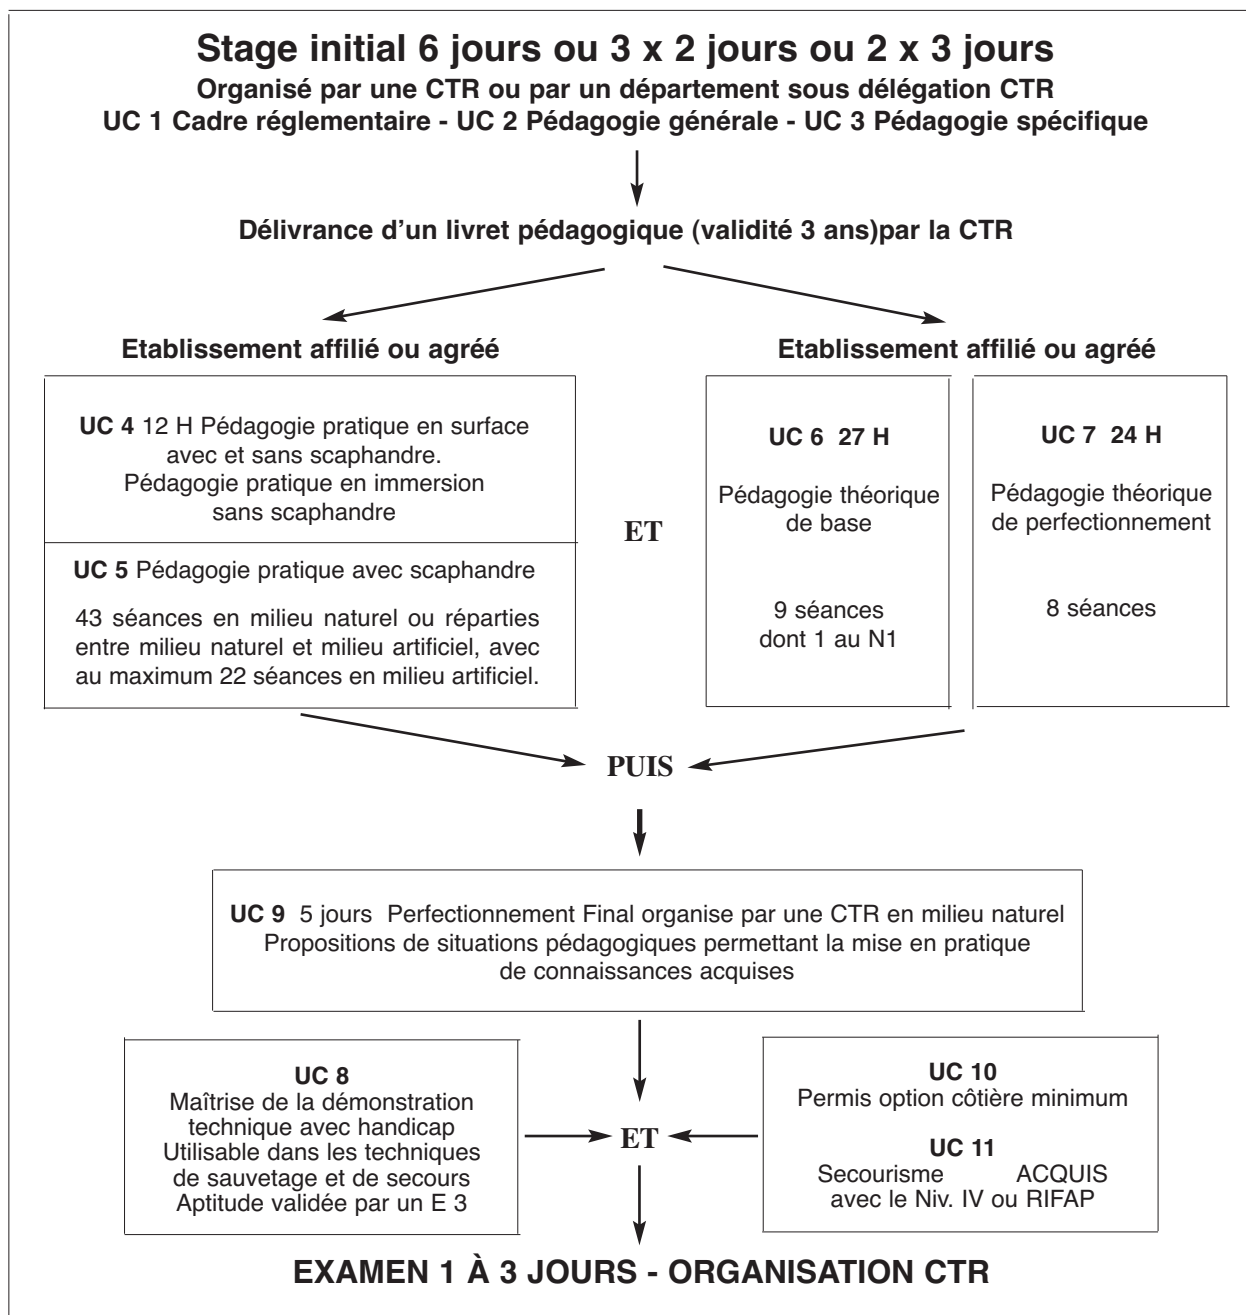 Stage initial 6 jours ou 3 x 2 jours ou 2 x 3 jours
Organisé par une CTR ou par un département sous délégation CTR
UC 1 Cadre réglementaire - UC 2 Pédagogie générale - UC 3 Pédagogie spécifique
Délivrance d'un livret pédagogique (validité 3 ans)par la CTR
Etablissement affilié ou agréé
UC 4 12 H Pédagogie pratique en surface
avec et sans scaphandre.
Pédagogie pratique en immersion
sans scaphandre
UC 5 Pédagogie pratique avec scaphandre
43 séances en milieu naturel ou réparties
entre milieu naturel et milieu artificiel, avec
au maximum 22 séances en milieu artificiel.
ET
Etablissement affilié ou agréé
UC 6 27 H
Pédagogie théorique
de base
9 séances
dont 1 au N1
UC 7 24 H
Pédagogie théorique
de perfectionnement
8 séances
PUIS
UC 9 5 jours Perfectionnement Final organise par une CTR en milieu naturel
Propositions de situations pédagogiques permettant la mise en pratique
de connaissances acquises
UC 8
Maîtrise de la démonstration
technique avec handicap
Utilisable dans les techniques
de sauvetage et de secours
Aptitude validée par un E 3
ET
UC 10
Permis option côtière minimum
UC 11
Secourisme ACQUIS
avec le Niv. IV ou RIFAP
EXAMEN 1 À 3 JOURS - ORGANISATION CTR